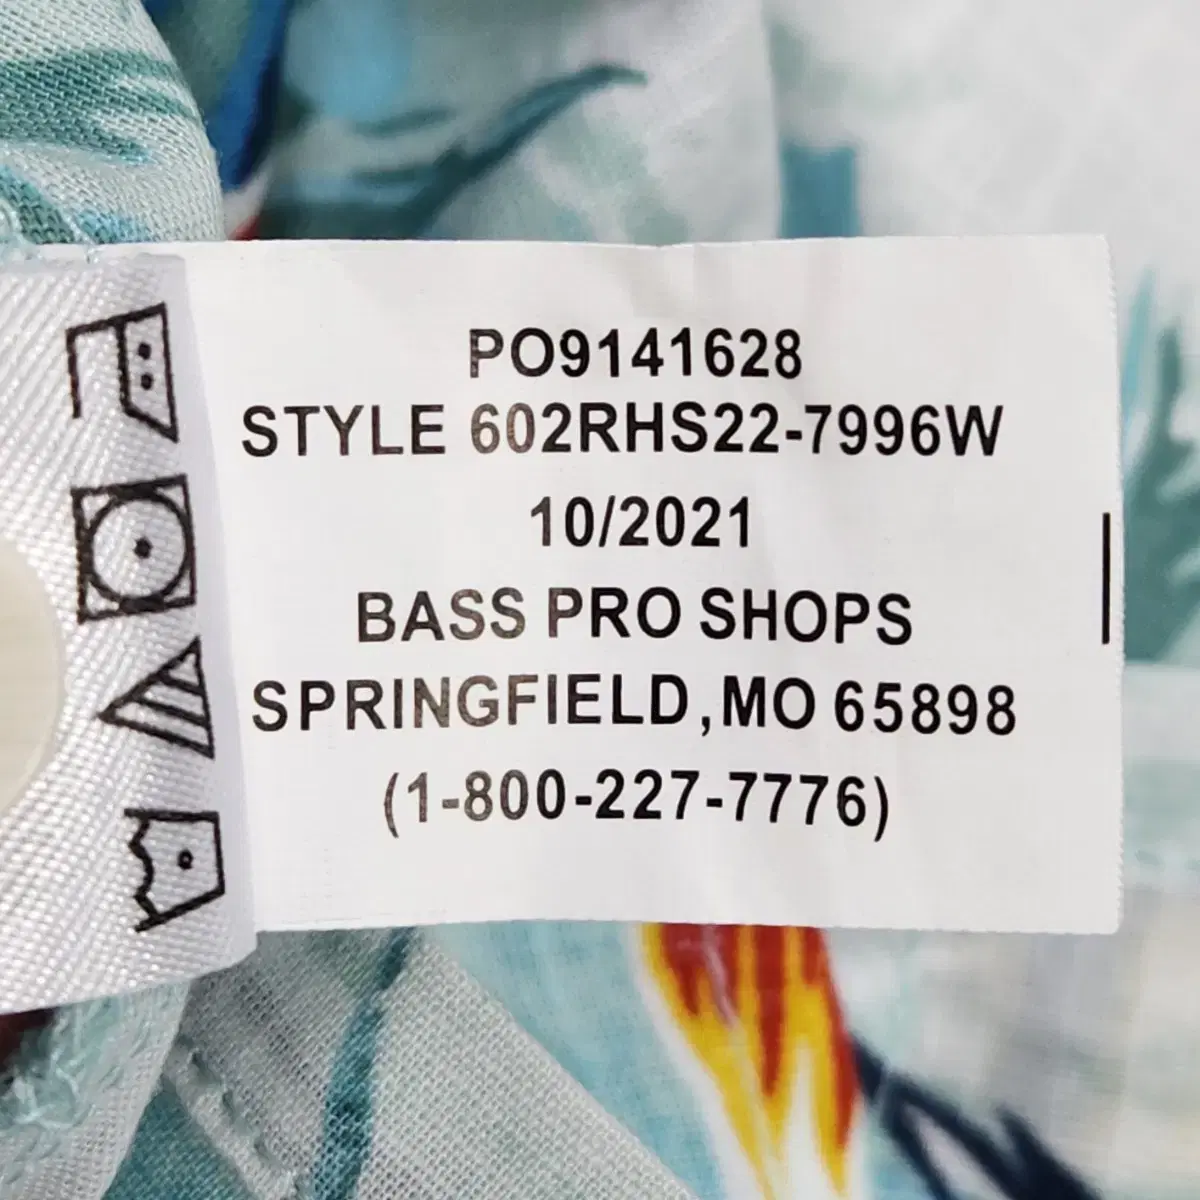 PO9141628
STYLE 602RHS22-7996W
10/2021
BASS PRO SHOPS
SPRINGFIELD,MO 65898
(1-800-227-7776)